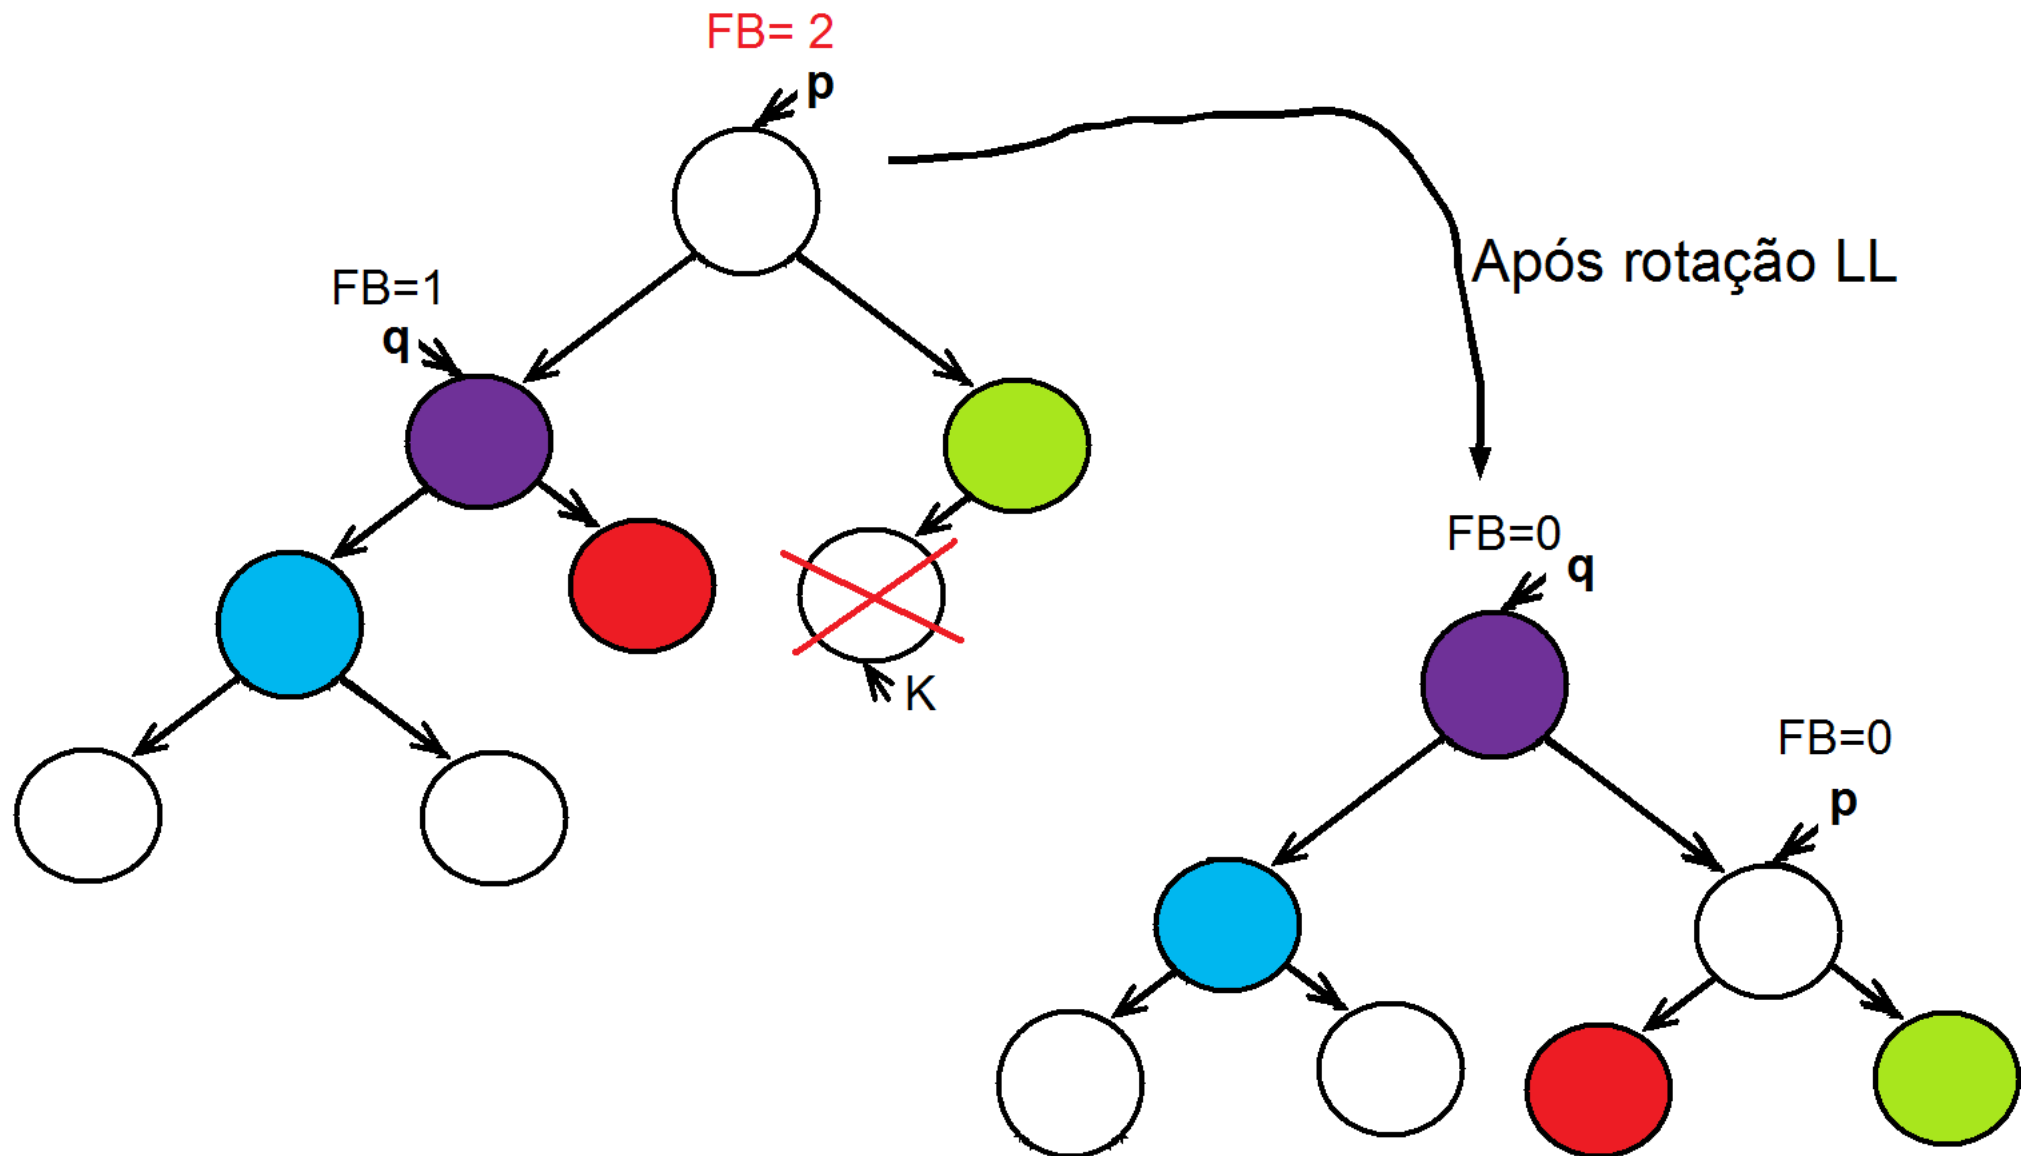 FB= 2
p
FB=1
q
Após rotação LL
K
FB=0
q
FB=0
p